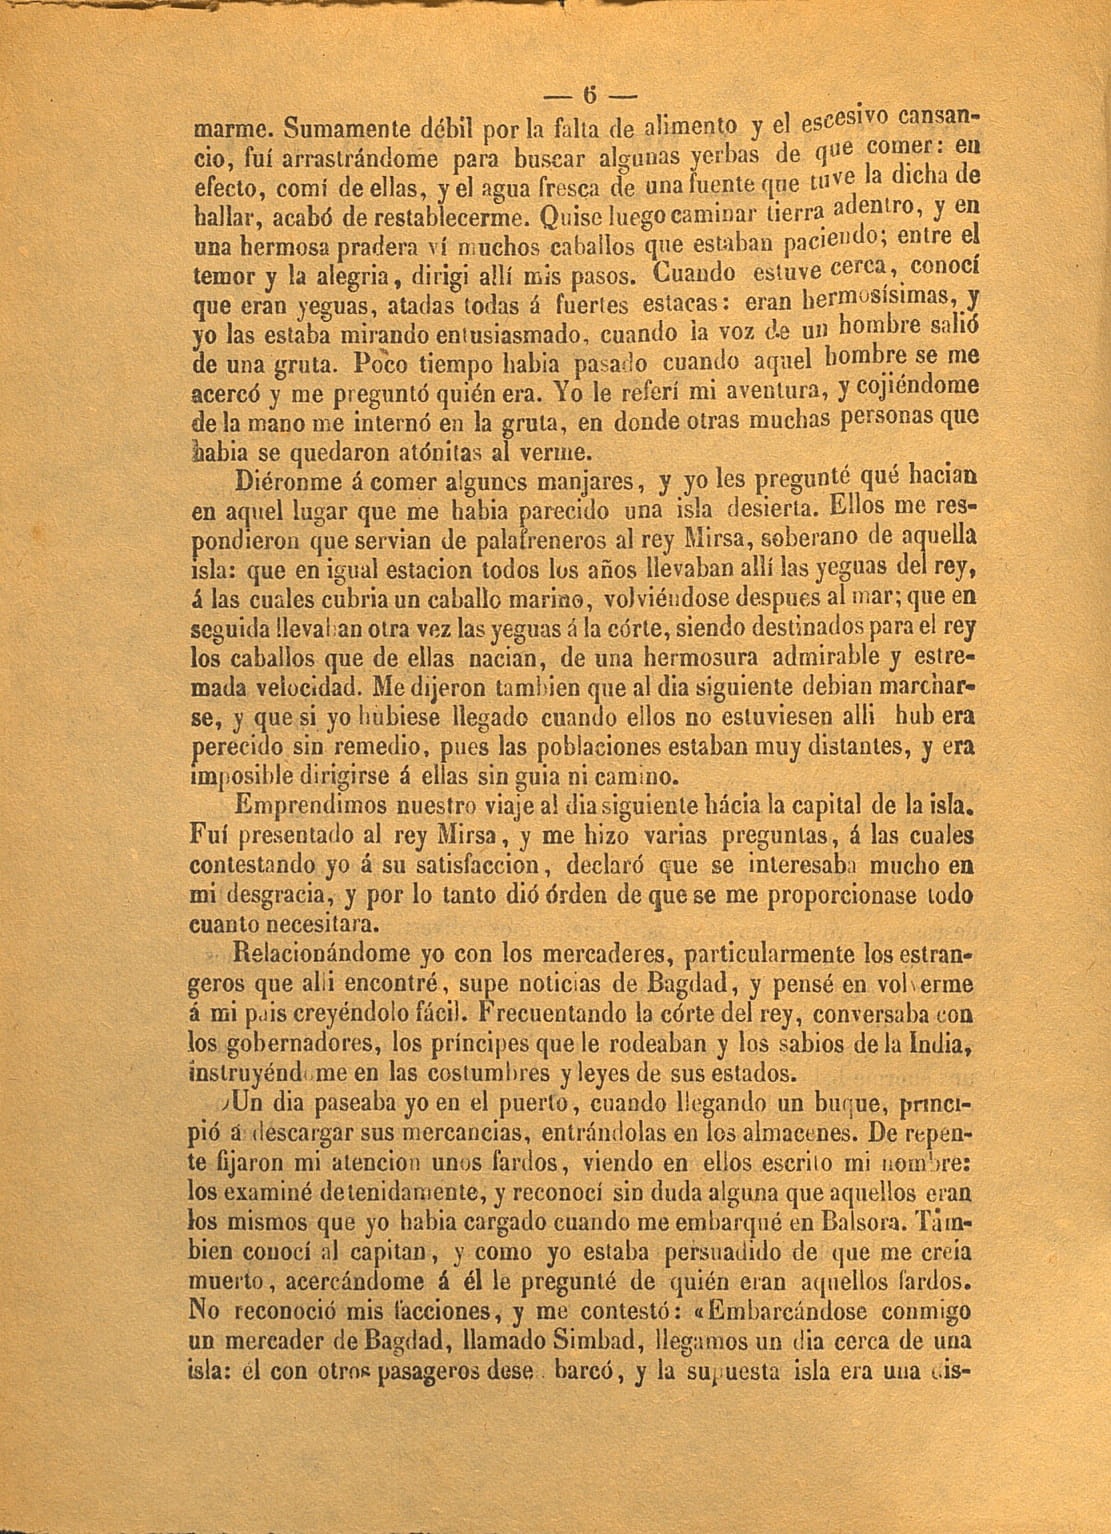 — 6 —
marme. Sumamente débil por la falta de alimento y el escesivo cansan-
cio, fuí arrastrándome para buscar algunas yerbas de que comer: en
efecto, comí de ellas, y el agua fresca de una fuente que tuve la dicha de
hallar, acabó de restablecerme. Quise luego caminar tierra adentro, y en
una hermosa pradera ví muchos caballos que estaban paciendo; entre el
temor y la alegria, dirigi allí mis pasos. Cuando estuve cerca, conocí
que eran yeguas, atadas todas á fuertes estacas: eran hermosísimas, y
yo las estaba mirando entusiasmado, cuando la voz de un hombre salió
de una gruta. Poco tiempo habia pasado cuando aquel hombre se me
acercó y me preguntó quién era. Yo le referí mi aventura, y cojiéndome
de la mano me internó en la gruta, en donde otras muchas personas que
habia se quedaron atónitas al verme.
Diéronme á comer algunos manjares, y yo les pregunté qué hacian
en aquel lugar que me habia parecido una isla desierta. Ellos me res-
pondieron que servian de palafreneros al rey Mirsa, soberano de aquella
isla: que en igual estacion todos los años llevaban allí las yeguas del rey,
á las cuales cubria un caballo marino, volviéndose despues al mar; que en
seguida llevaban otra vez las yeguas á la córte, siendo destinados para el rey
los caballos que de ellas nacian, de una hermosura admirable y estre-
mada velocidad. Me dijeron tambien que al dia siguiente debian marchar-
se, y que si yo hubiese llegado cuando ellos no estuviesen alli hub era
perecido sin remedio, pues las poblaciones estaban muy distantes, y era
imposible dirigirse á ellas sin guia ni camino.
Emprendimos nuestro viaje al dia siguiente hácia la capital de la isla.
Fuí presentado al rey Mirsa, y me hizo varias preguntas, á las cuales
contestando yo á su satisfaccion, declaró que se interesaba mucho en
mi desgracia, y por lo tanto dió órden de que se me proporcionase todo
cuanto necesitara.
Relacionándome yo con los mercaderes, particularmente los estran-
geros que alli encontré, supe noticias de Bagdad, y pensé en volverme
á mi pais creyéndolo fácil. Frecuentando la córte del rey, conversaba con
los gobernadores, los príncipes que le rodeaban y los sabios de la India,
instruyéndome en las costumbres y leyes de sus estados.
Un dia paseaba yo en el puerto, cuando llegando un buque, princi-
pió á descargar sus mercancias, entrándolas en los almacenes. De repen-
te fijaron mi atencion unos fardos, viendo en ellos escrito mi nombre:
los examiné detenidamente, y reconocí sin duda alguna que aquellos eran
los mismos que yo habia cargado cuando me embarqué en Balsora. Tam-
bien conocí al capitan, y como yo estaba persuadido de que me creia
muerto, acercándome á él le pregunté de quién eran aquellos fardos.
No reconoció mis facciones, y me contestó: «Embarcándose conmigo
un mercader de Bagdad, llamado Simbad, llegamos un dia cerca de una
isla: él con otros pasageros desembarcó, y la supuesta isla era una dis-